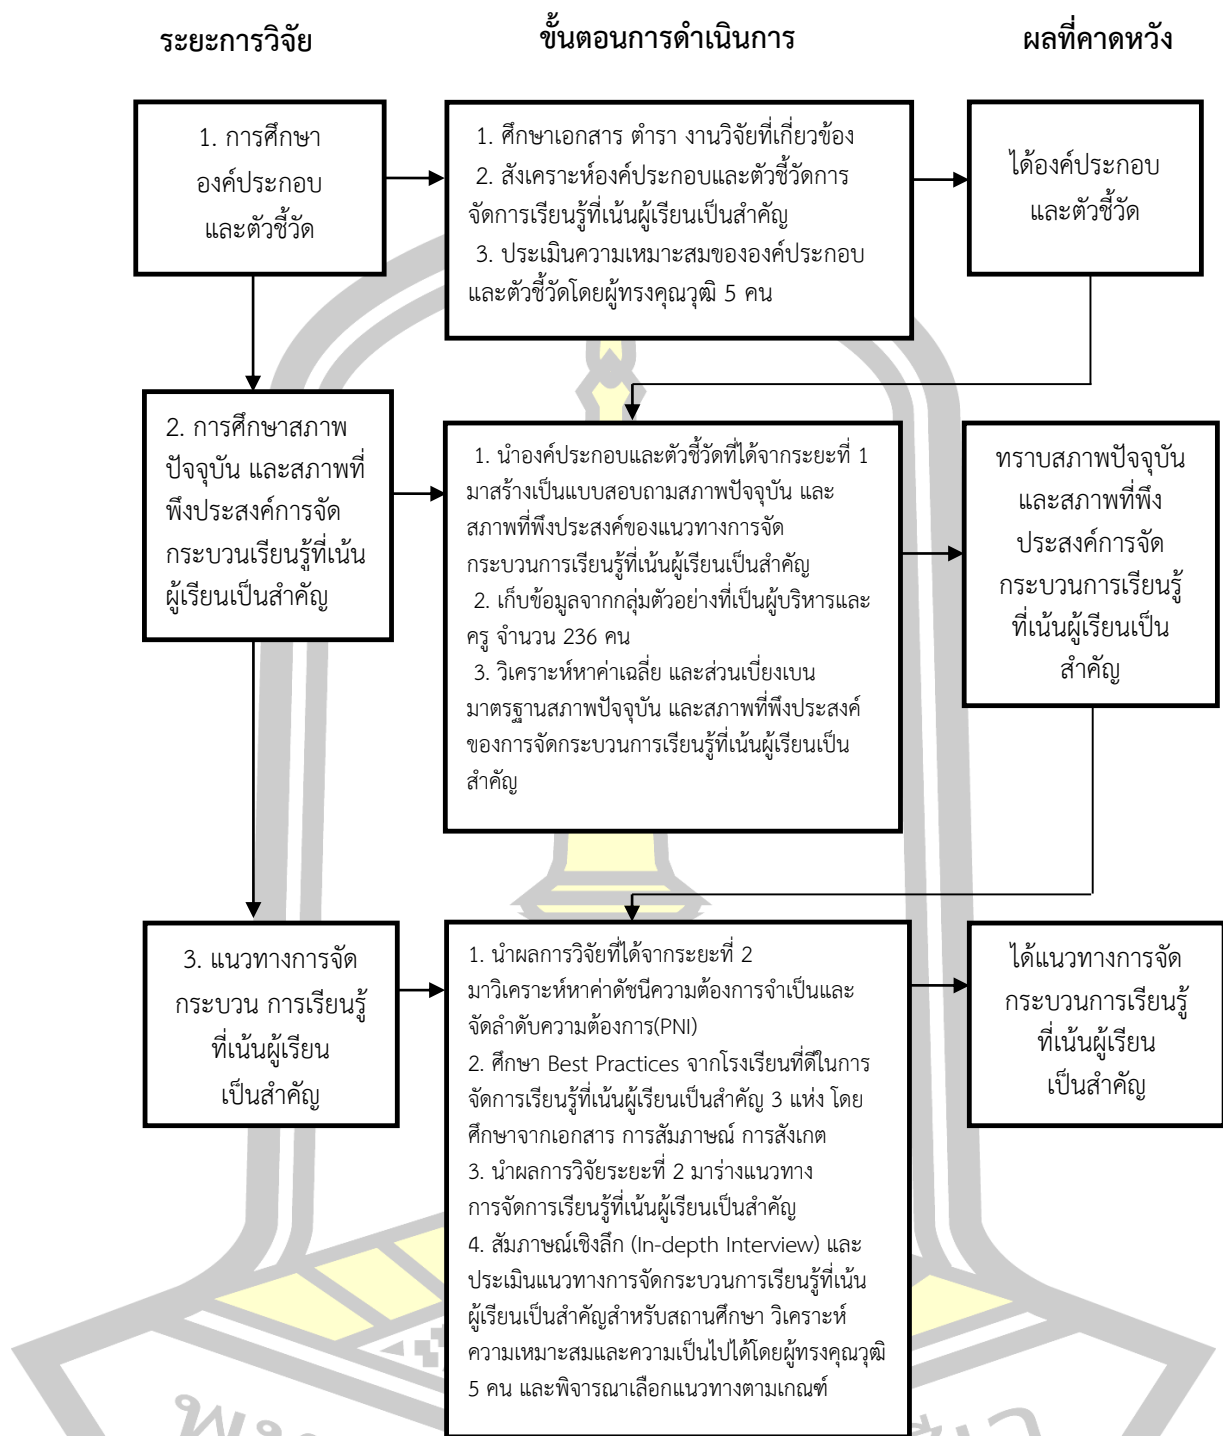 ระยะการวิจัย
ขั้นตอนการดำเนินการ
ผลที่คาดหวัง
1. การศึกษา
องค์ประกอบ
และตัวชี้วัด
1. ศึกษาเอกสาร ตำรา งานวิจัยที่เกี่ยวข้อง
2. สังเคราะห์องค์ประกอบและตัวชี้วัดการ
จัดการเรียนรู้ที่เน้นผู้เรียนเป็นสำคัญ
3. ประเมินความเหมาะสมขององค์ประกอบ
และตัวชี้วัดโดยผู้ทรงคุณวุฒิ 5 คน
ได้องค์ประกอบ
และตัวชี้วัด
2. การศึกษาสภาพ
ปัจจุบัน และสภาพที่
พึงประสงค์การจัด
กระบวนเรียนรู้ที่เน้น
ผู้เรียนเป็นสำคัญ
1. นำองค์ประกอบและตัวชี้วัดที่ได้จากระยะที่ 1
มาสร้างเป็นแบบสอบถามสภาพปัจจุบัน และ
สภาพที่พึงประสงค์ของแนวทางการจัด
กระบวนการเรียนรู้ที่เน้นผู้เรียนเป็นสำคัญ
2. เก็บข้อมูลจากกลุ่มตัวอย่างที่เป็นผู้บริหารและ
ครู จำนวน 236 คน
3. วิเคราะห์หาค่าเฉลี่ย และส่วนเบี่ยงเบน
มาตรฐานสภาพปัจจุบัน และสภาพที่พึงประสงค์
ของการจัดกระบวนการเรียนรู้ที่เน้นผู้เรียนเป็น
สำคัญ
ทราบสภาพปัจจุบัน
และสภาพที่พึง
ประสงค์การจัด
กระบวนการเรียนรู้
ที่เน้นผู้เรียนเป็น
สำคัญ
3. แนวทางการจัด
กระบวน การเรียนรู้
ที่เน้นผู้เรียน
เป็นสำคัญ
1. นำผลการวิจัยที่ได้จากระยะที่ 2
มาวิเคราะห์หาค่าดัชนีความต้องการจำเป็นและ
จัดลำดับความต้องการ(PNI)
2. ศึกษา Best Practices จากโรงเรียนที่ดีในการ
จัดการเรียนรู้ที่เน้นผู้เรียนเป็นสำคัญ 3 แห่ง โดย
ศึกษาจากเอกสาร การสัมภาษณ์ การสังเกต
3. นำผลการวิจัยระยะที่ 2 มาร่างแนวทาง
การจัดการเรียนรู้ที่เน้นผู้เรียนเป็นสำคัญ
4. สัมภาษณ์เชิงลึก (In-depth Interview) และ
ประเมินแนวทางการจัดกระบวนการเรียนรู้ที่เน้น
ผู้เรียนเป็นสำคัญสำหรับสถานศึกษา วิเคราะห์
ความเหมาะสมและความเป็นไปได้โดยผู้ทรงคุณวุฒิ
5 คน และพิจารณาเลือกแนวทางตามเกณฑ์
ได้แนวทางการจัด
กระบวนการเรียนรู้
ที่เน้นผู้เรียน
เป็นสำคัญ